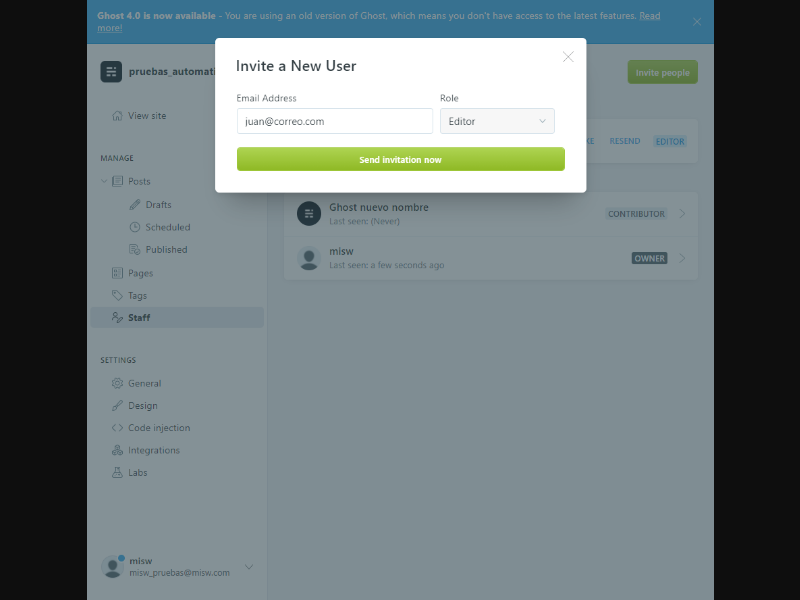 Ghost 4.0 is now available - You are using an old version of Ghost, which means you don't have access to the latest features. Read
more!
pruebas_automati
Invite people
View site
MANAGE
Posts
Drafts
Scheduled
Published
Pages
Tags
Staff
SETTINGS
General
Design
Code injection
Integrations
Labs
misw
misw_pruebas@misw.com
Invite a New User
Email Address
Role
juan@correo.com
Editor
Send invitation now
RESEND
EDITOR
Ghost nuevo nombre
Last seen: (Never)
CONTRIBUTOR
misw
Last seen: a few seconds ago
OWNER